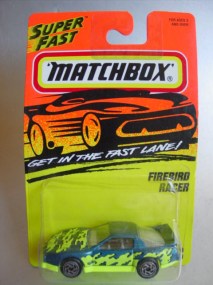 SUPER
FAST
MATCHBOX
GET IN THE FAST LANE!
FIREBIRD
RACER